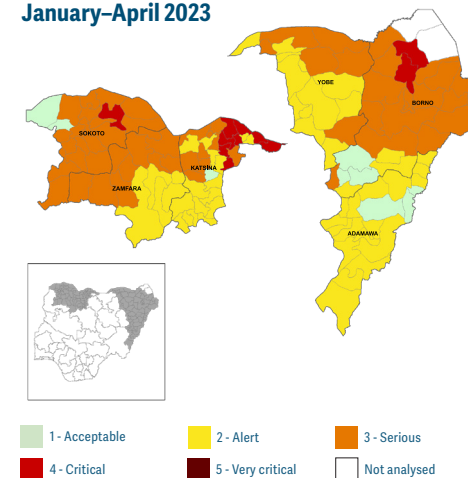 January–April 2023
YOBE
BORNO
SOKOTO
KATSINA
ZAMFARA
ADAMAWA
1 - Acceptable
2 - Alert
3 - Serious
4 - Critical
5 - Very critical
Not analysed